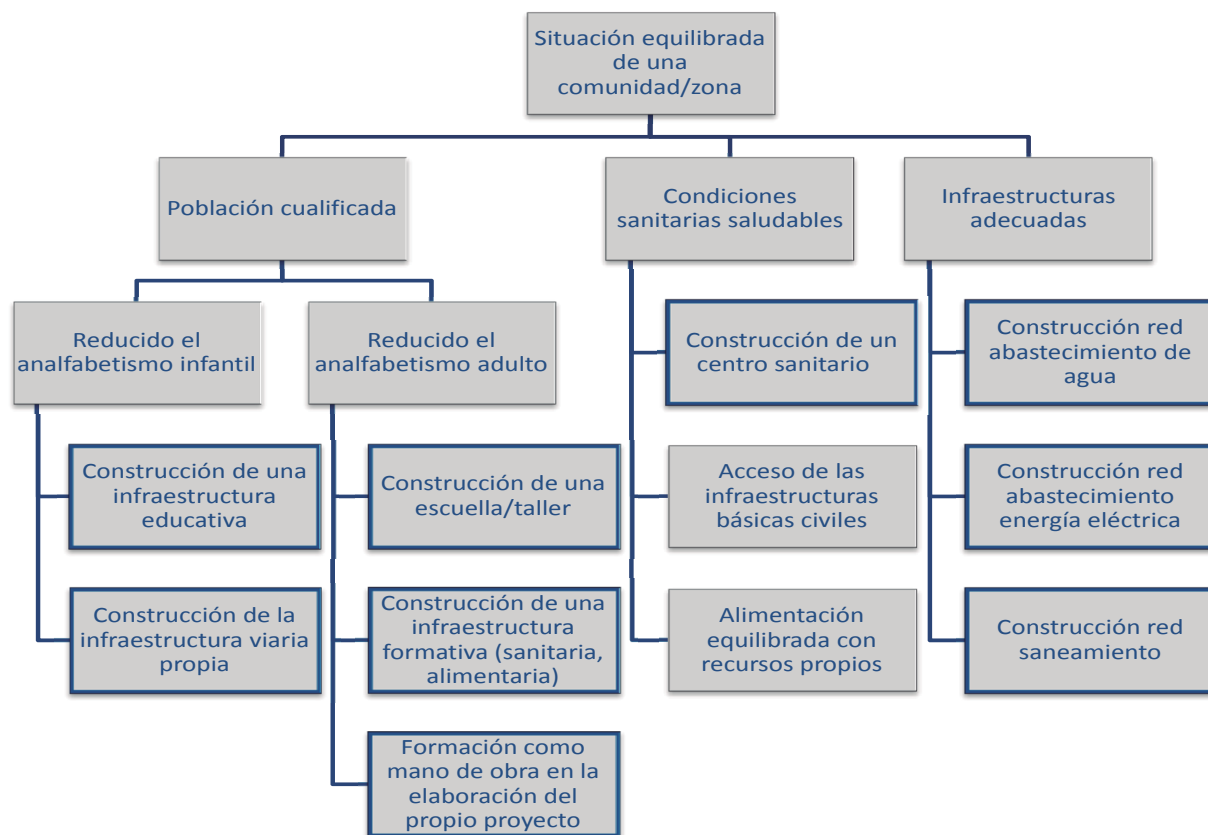 Situación equilibrada
de una
comunidad/zona
Población cualificada
Condiciones
sanitarias saludables
Infraestructuras
adecuadas
Reducido el
analfabetismo infantil
Reducido el
analfabetismo adulto
Construcción de un
centro sanitario
Construcción red
abastecimiento de
agua
Construcción de una
infraestructura
educativa
Construcción de una
escuella/taller
Acceso de las
infraestructuras
básicas civiles
Construcción red
abastecimiento
energía eléctrica
Construcción de la
infraestructura viaria
propia
Construcción de una
infraestructura
formativa (sanitaria,
alimentaria)
Alimentación
equilibrada con
recursos propios
Construcción red
saneamiento
Formación como
mano de obra en la
elaboración del
propio proyecto